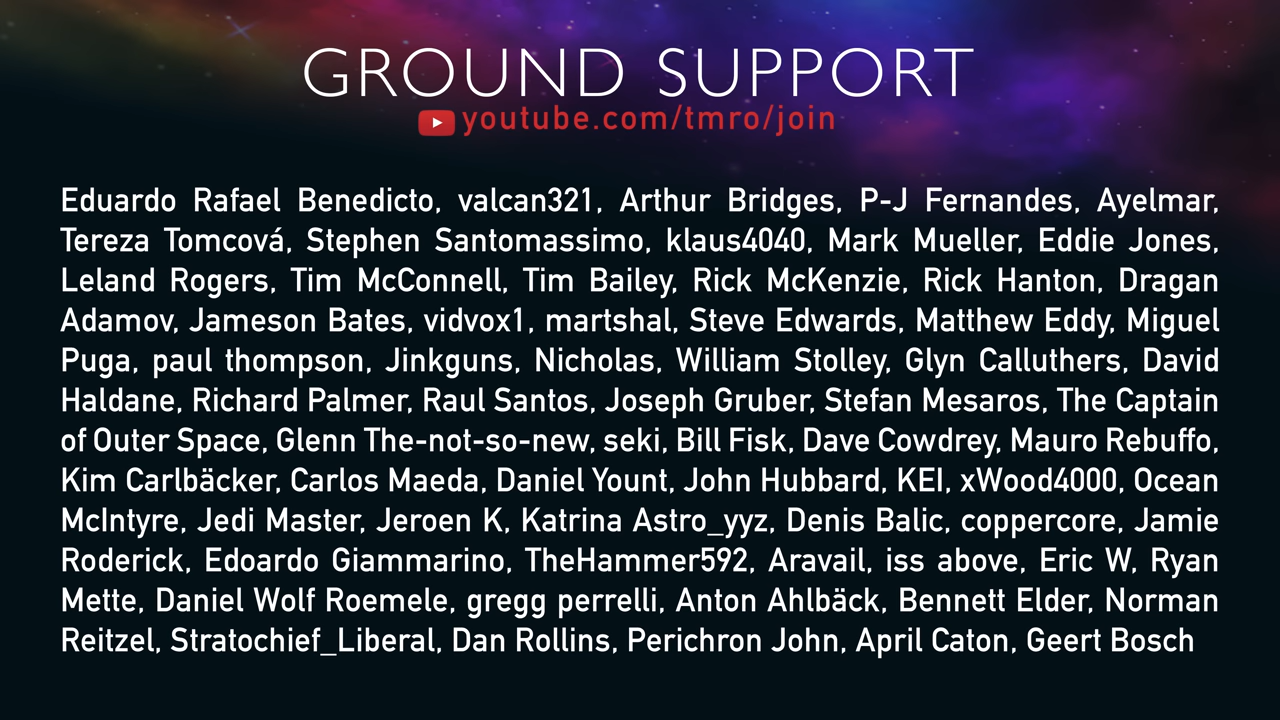 GROUND SUPPORT
youtube.com/tmro/join
Eduardo Rafael Benedicto, valcan321, Arthur Bridges, P-J Fernandes, Ayelmar,
Tereza Tomcová, Stephen Santomassimo, klaus4040, Mark Mueller, Eddie Jones,
Leland Rogers, Tim McConnell, Tim Bailey, Rick McKenzie, Rick Hanton, Dragan
Adamov, Jameson Bates, vidvox1, martshal, Steve Edwards, Matthew Eddy, Miguel
Puga, paul thompson, Jinkguns, Nicholas, William Stolley, Glyn Calluthers, David
Haldane, Richard Palmer, Raul Santos, Joseph Gruber, Stefan Mesaros, The Captain
of Outer Space, Glenn The-not-so-new, seki, Bill Fisk, Dave Cowdrey, Mauro Rebuffo,
Kim Carlbäcker, Carlos Maeda, Daniel Yount, John Hubbard, KEI, xWood4000, Ocean
McIntyre, Jedi Master, Jeroen K, Katrina Astro_yyz, Denis Balic, coppercore, Jamie
Roderick, Edoardo Giammarino, TheHammer592, Aravail, iss above, Eric W, Ryan
Mette, Daniel Wolf Roemele, gregg perrelli, Anton Ahlbäck, Bennett Elder, Norman
Reitzel, Stratochief_Liberal, Dan Rollins, Perichron John, April Caton, Geert Bosch